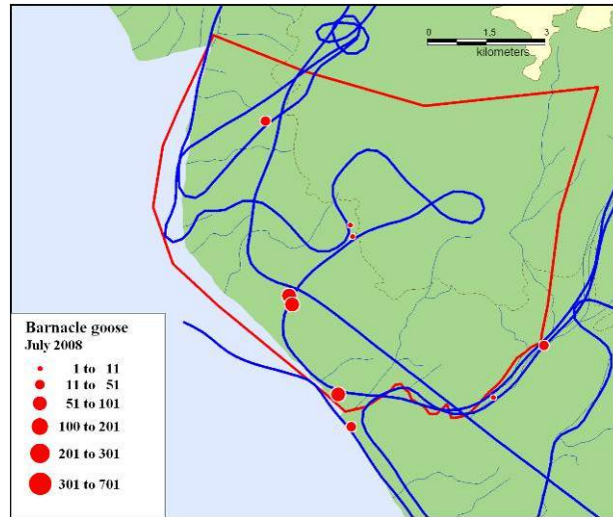 0 1,5 3
kilometers
Barnacle goose
July 2008
1 to 11
11 to 51
51 to 101
100 to 201
201 to 301
301 to 701